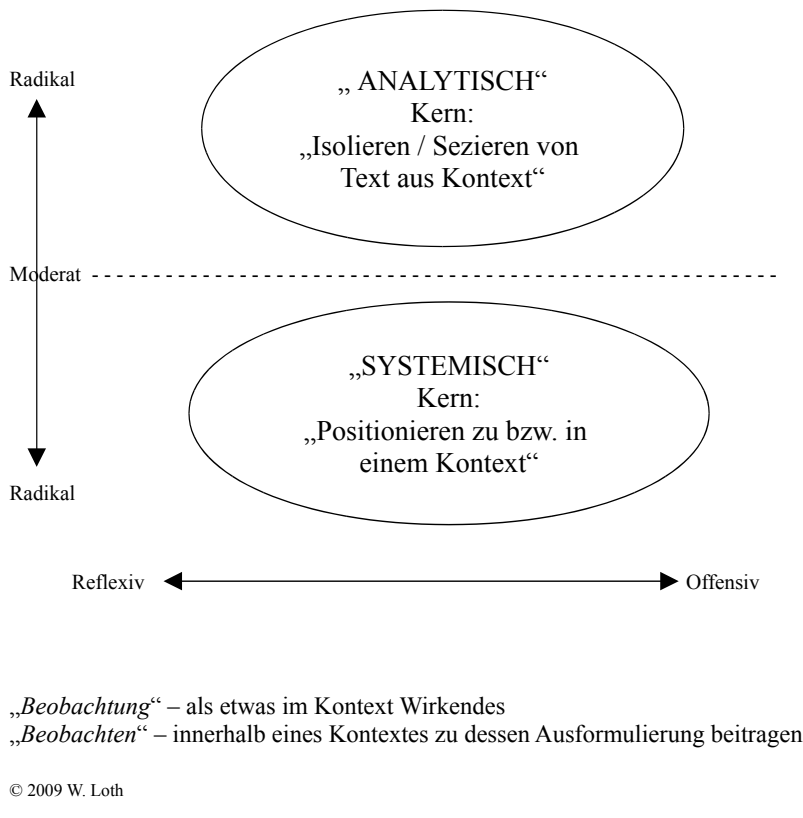 Radikal
„ ANALYTISCH“
Kern:
„Isolieren / Sezieren von
Text aus Kontext“
Moderat
„SYSTEMISCH“
Kern:
„Positionieren zu bzw. in
einem Kontext“
Radikal
Reflexiv
Offensiv
„Beobachtung“ – als etwas im Kontext Wirkendes
„Beobachten“ – innerhalb eines Kontextes zu dessen Ausformulierung beitragen
© 2009 W. Loth